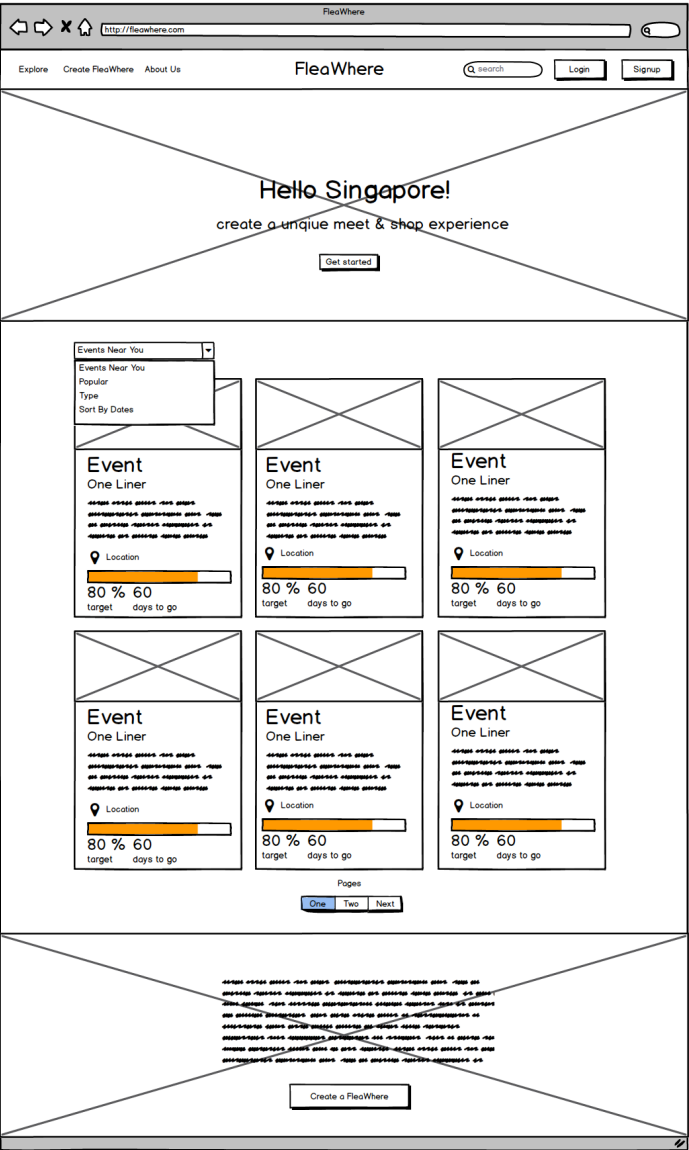 FleaWhere
http://fleawhere.com
Explore Create FleaWhere About Us FleaWhere search Login Signup
Hello Singapore!
create a unqiue meet & shop experience
Get started
Events Near You
Events Near You
Popular
Type
Sort By Dates
Event
One Liner
Location
80 % 60
target days to go
Event
One Liner
Location
80 % 60
target days to go
Event
One Liner
Location
80 % 60
target days to go
Event
One Liner
Location
80 % 60
target days to go
Event
One Liner
Location
80 % 60
target days to go
Event
One Liner
Location
80 % 60
target days to go
Pages
One Two Next
Create a FleaWhere